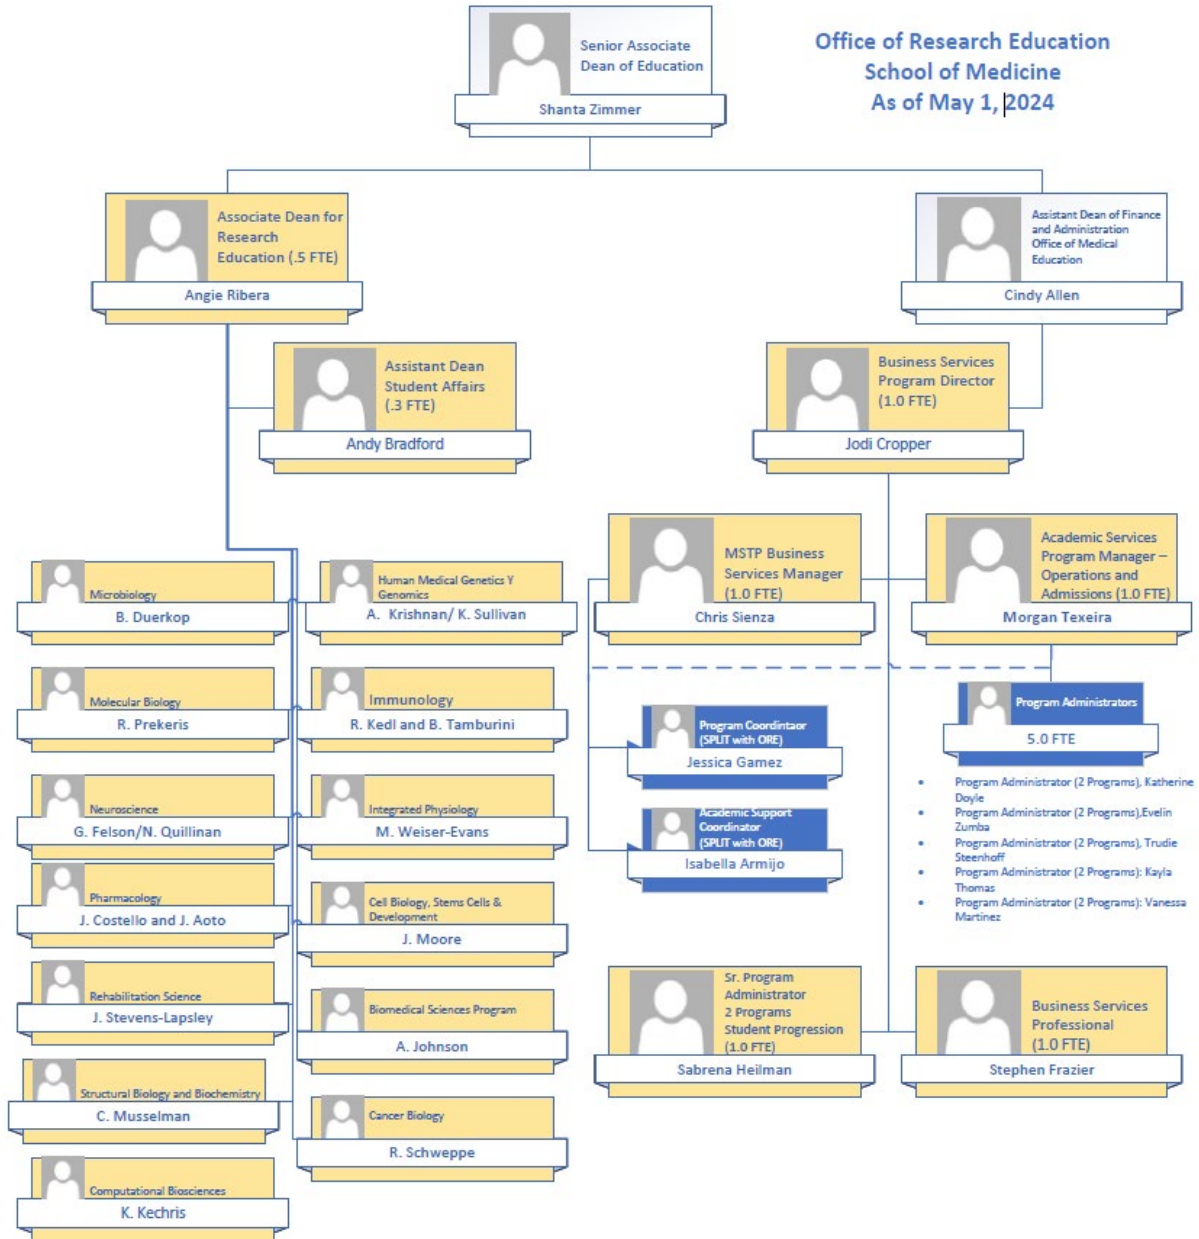 Senior Associate
Dean of Education
Shanta Zimmer
Office of Research Education
School of Medicine
As of May 1, 2024
Associate Dean for
Research
Education (.5 FTE)
Angie Ribera
Assistant Dean of Finance
and Administration
Office of Medical
Education
Cindy Allen
Assistant Dean
Student Affairs
(.3 FTE)
Andy Bradford
Business Services
Program Director
(1.0 FTE)
Jodi Cropper
MSTP Business
Services Manager
(1.0 FTE)
Chris Sienza
Academic Services
Program Manager –
Operations and
Admissions (1.0 FTE)
Morgan Texeira
Microbiology
B. Duerkop
Human Medical Genetics Y
Genomics
A. Krishnan/ K. Sullivan
Molecular Biology
R. Prekeris
Immunology
R. Kedl and B. Tamburini
Neuroscience
G. Felson/N. Quillinan
Integrated Physiology
M. Weiser-Evans
Pharmacology
J. Costello and J. Aoto
Cell Biology, Stems Cells &
Development
J. Moore
Rehabilitation Science
J. Stevens-Lapsley
Biomedical Sciences Program
A. Johnson
Structural Biology and Biochemistry
C. Musselman
Cancer Biology
R. Schweppe
Computational Biosciences
K. Kechris
Program Coordintaor
(SPLIT with ORE)
Jessica Gamez
Academic Support
Coordinator
(SPLIT with ORE)
Isabella Armijo
Program Administrators
5.0 FTE
• Program Administrator (2 Programs), Katherine
Doyle
• Program Administrator (2 Programs),Evelin
Zumba
• Program Administrator (2 Programs), Trudie
Steenhoff
• Program Administrator (2 Programs): Kayla
Thomas
• Program Administrator (2 Programs): Vanessa
Martinez
Sr. Program
Administrator
2 Programs
Student Progression
(1.0 FTE)
Sabrena Heilman
Business Services
Professional
(1.0 FTE)
Stephen Frazier